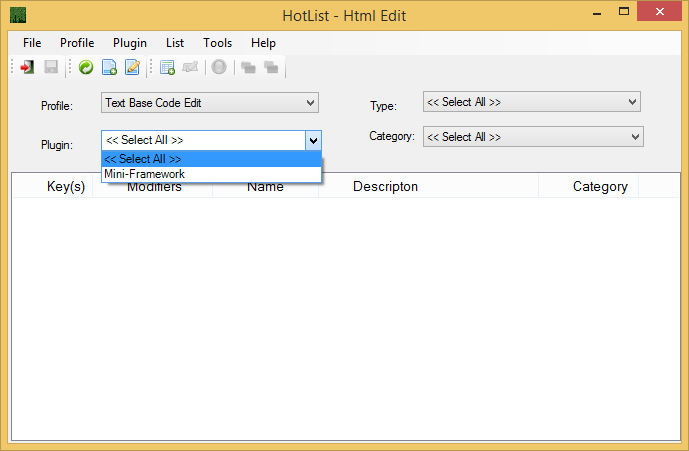 HotList - Html Edit
File Profile Plugin List Tools Help
Profile: Text Base Code Edit Type: << Select All >>
Plugin: << Select All >> Category: << Select All >>
<< Select All >>
Mini-Framework
Key(s) Modifiers Name Descripton Category